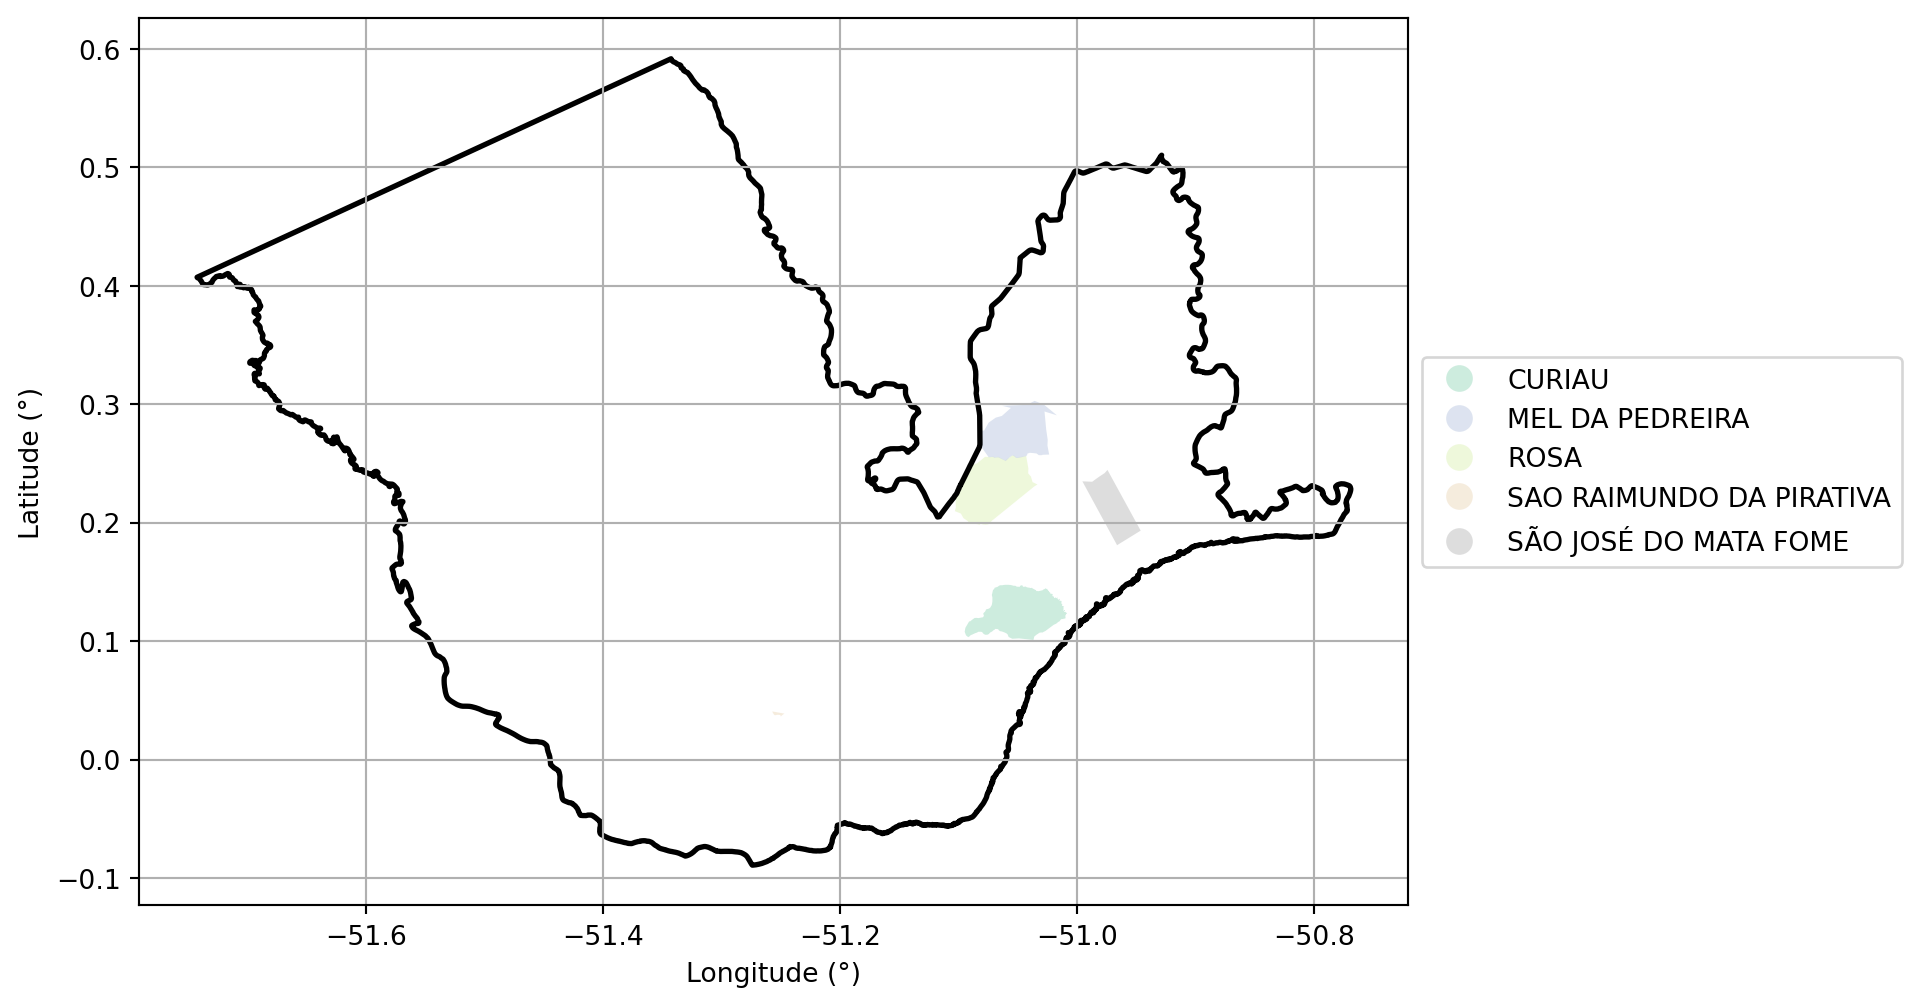 0.6
0.5
0.4
0.3
0.2
0.1
0.0
−0.1
Latitude (°)
−51.6
−51.4
−51.2
−51.0
−50.8
Longitude (°)
CURIAU
MEL DA PEDREIRA
ROSA
SAO RAIMUNDO DA PIRATIVA
SÃO JOSÉ DO MATA FOME